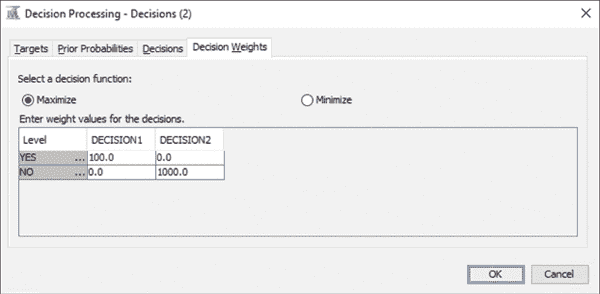 Decision Processing - Decisions (2)
Targets Prior Probabilities Decisions Decision Weights
Select a decision function:
Maximize Minimize
Enter weight values for the decisions.
Level DECISION1 DECISION2
YES ... 100.0 0.0
NO ... 0.0 1000.0
OK Cancel